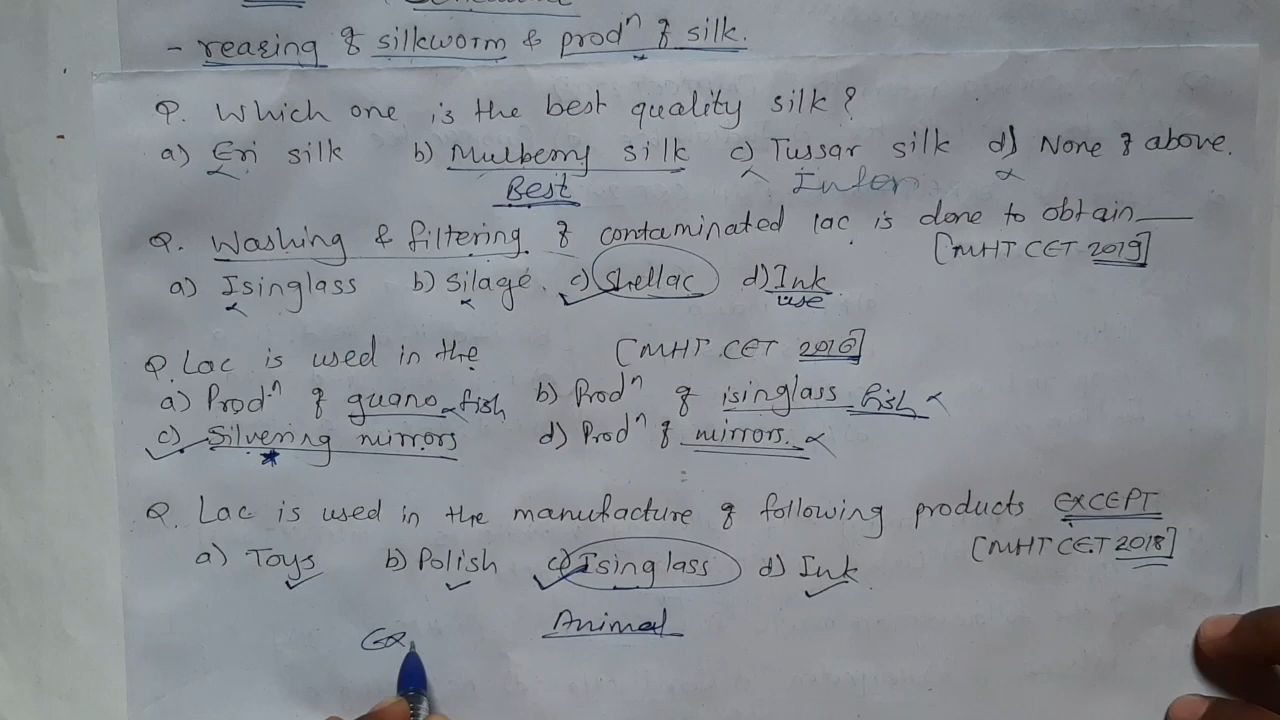 - rearing of silkworm & prodⁿ of silk.
Q. Which one is the best quality silk?
a) Eri silk b) Mulberry silk c) Tussar silk d) None of above.
Best
Q. Washing & filtering of contaminated lac is done to obtain___
[MHT CET 2019]
a) Isinglass b) Silage c) Shellac d) Ink
use
Q. Lac is used in the [MHT CET 2016]
a) Prodⁿ of guano fish b) Prodⁿ of isinglass fish
c) Silvering mirrors d) Prodⁿ of mirrors.
Q. Lac is used in the manufacture of following products EXCEPT
[MHT CET 2018]
a) Toys b) Polish c) Isinglass d) Ink
Animal